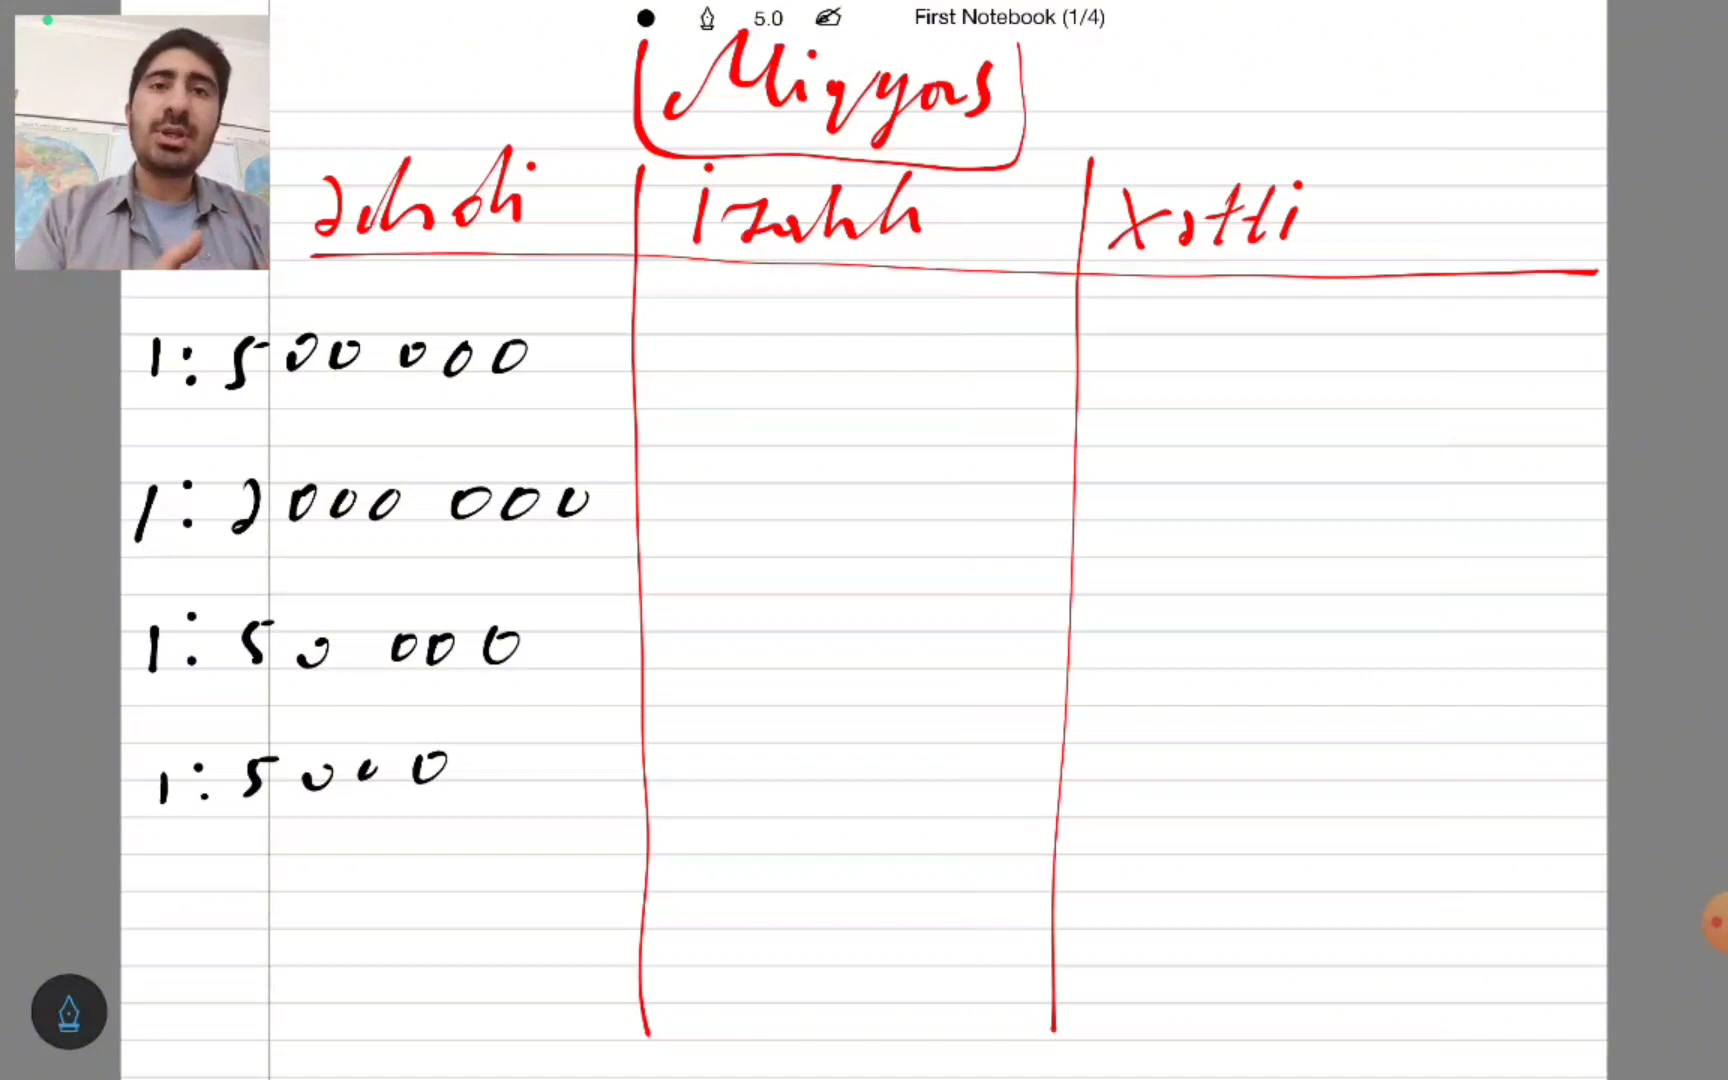 5.0 First Notebook (1/4)
Miqyas
ədədi izahlı xətti
1: 500 000
1: 2000 000
1: 50 000
1: 5000